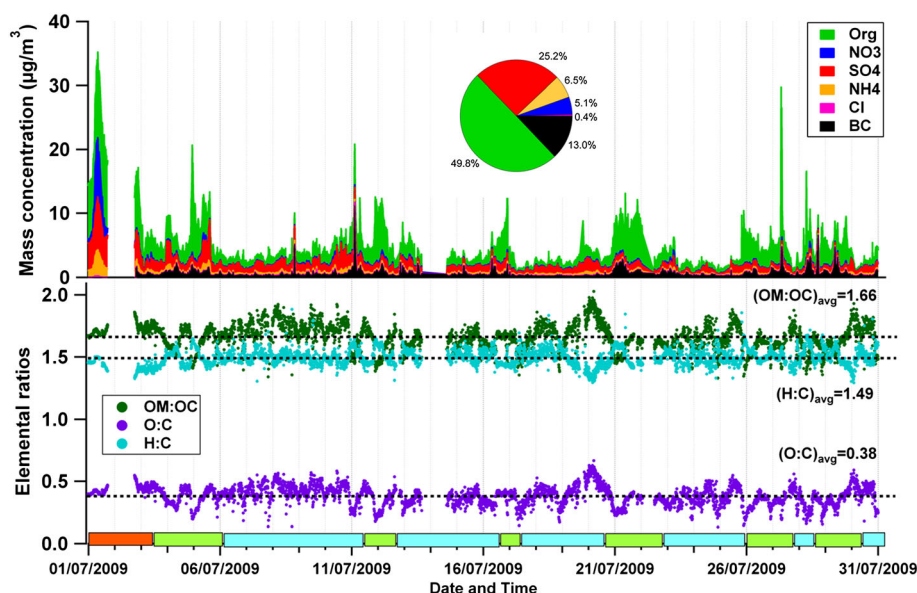 40
30
20
10
0
Mass concentration (µg/m³)
25.2%
6.5%
5.1%
0.4%
13.0%
49.8%
Org
NO3
SO4
NH4
Cl
BC
2.0
1.5
1.0
0.5
0.0
Elemental ratios
(OM:OC)avg=1.66
(H:C)avg=1.49
(O:C)avg=0.38
OM:OC
O:C
H:C
01/07/2009 06/07/2009 11/07/2009 16/07/2009 21/07/2009 26/07/2009 31/07/2009
Date and Time